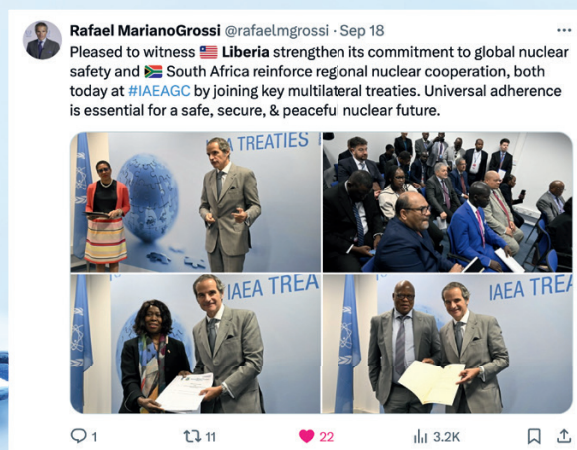 Rafael MarianoGrossi @rafaelmgrossi · Sep 18
Pleased to witness 🇱🇷 Liberia strengthen its commitment to global nuclear
safety and 🇿🇦 South Africa reinforce regional nuclear cooperation, both
today at #IAEAGC by joining key multilateral treaties. Universal adherence
is essential for a safe, secure, & peaceful nuclear future.
A TREATIES
IAEA TREA
IAEA TREA
1 11 22 3.2K